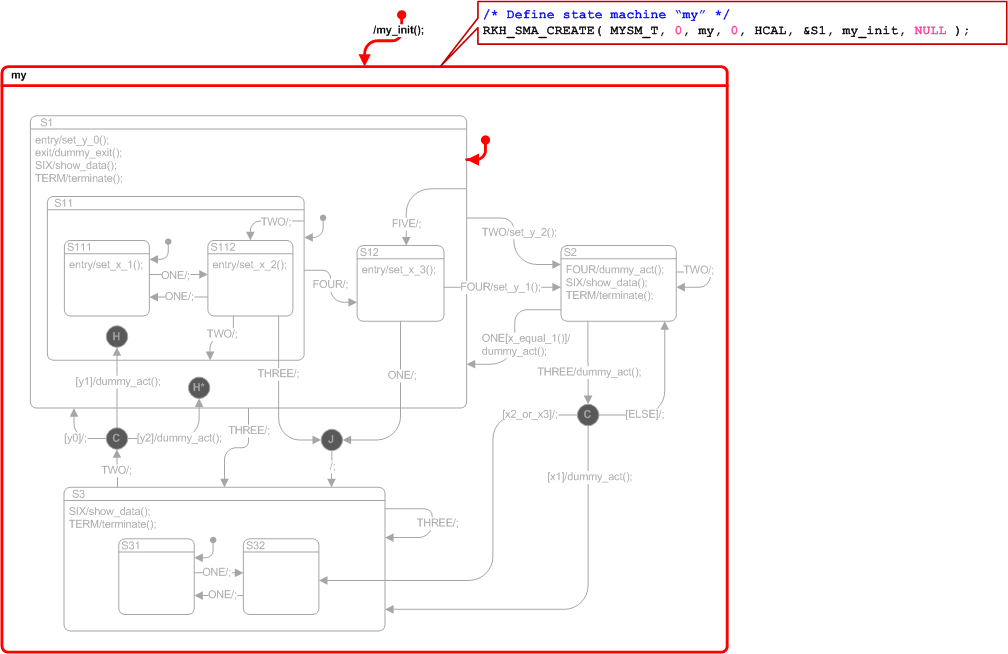 /* Define state machine “my” */
RKH_SMA_CREATE( MYSM_T, 0, my, 0, HCAL, &S1, my_init, NULL );
/my_init();
my
S1
entry/set_y_0();
exit/dummy_exit();
SIX/show_data();
TERM/terminate();
S11
TWO/;
FIVE/;
TWO/set_y_2();
S111
entry/set_x_1();
S112
entry/set_x_2();
S12
entry/set_x_3();
S2
FOUR/dummy_act();
SIX/show_data();
TERM/terminate();
TWO/;
ONE/;
ONE/;
FOUR/;
FOUR/set_y_1();
TWO/;
H
ONE[x_equal_1()]/
dummy_act();
THREE/;
ONE/;
THREE/dummy_act();
[y1]/dummy_act();
H*
[x2_or_x3]/;
C
[ELSE]/;
[y0]/;
C
[y2]/dummy_act();
THREE/;
J
TWO/;
/;
[x1]/dummy_act();
S3
SIX/show_data();
TERM/terminate();
THREE/;
S31
S32
ONE/;
ONE/;